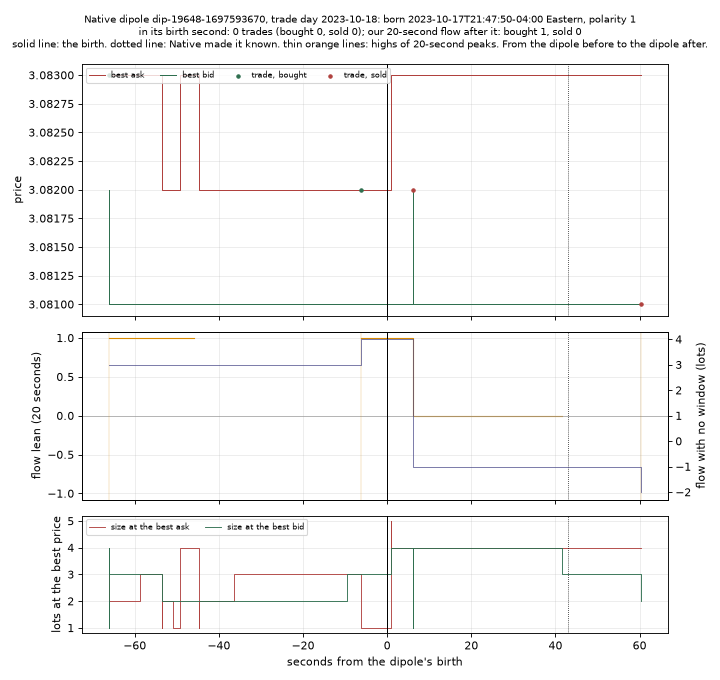 Native dipole dip-19648-1697593670, trade day 2023-10-18: born 2023-10-17T21:47:50-04:00 Eastern, polarity 1
in its birth second: 0 trades (bought 0, sold 0); our 20-second flow after it: bought 1, sold 0
solid line: the birth. dotted line: Native made it known. thin orange lines: highs of 20-second peaks. From the dipole before to the dipole after.
best ask
best bid
trade, bought
trade, sold
3.08300
3.08275
3.08250
3.08225
3.08200
3.08175
3.08150
3.08125
3.08100
price
1.0
0.5
0.0
−0.5
−1.0
flow lean (20 seconds)
4
3
2
1
0
−1
−2
flow with no window (lots)
size at the best ask
size at the best bid
5
4
3
2
1
lots at the best price
−60
−40
−20
0
20
40
60
seconds from the dipole's birth